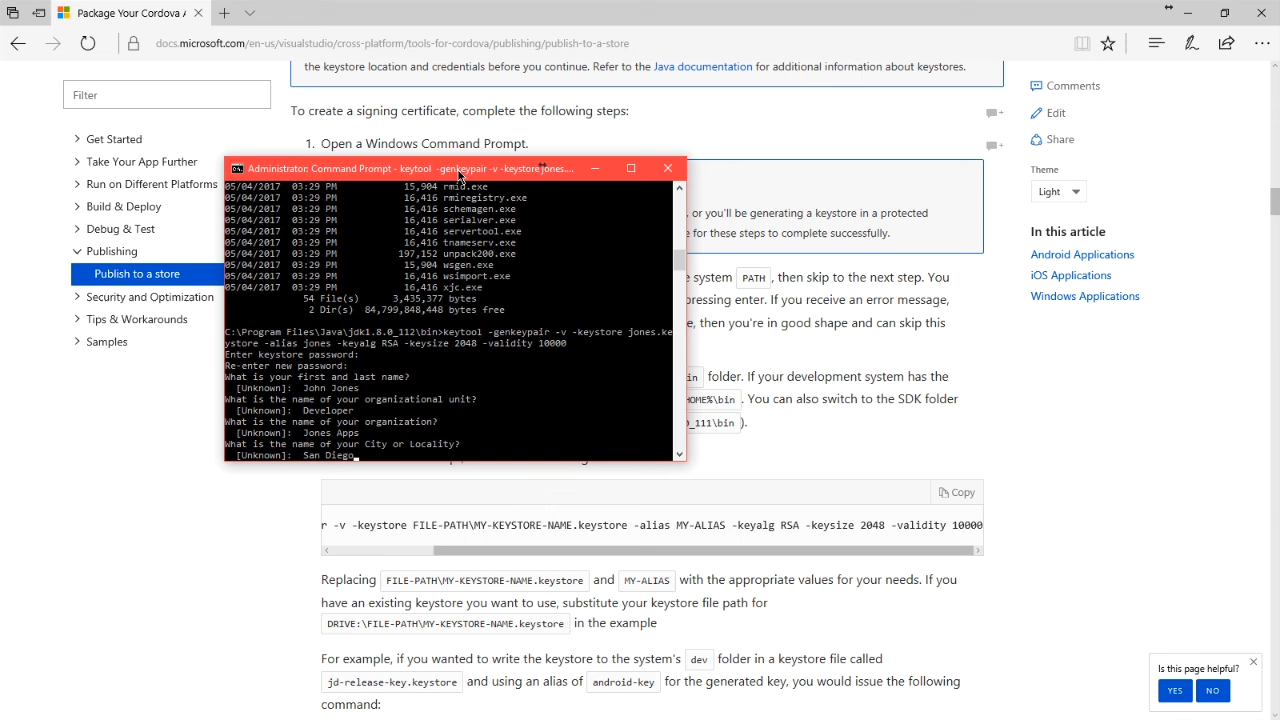 Package Your Cordova A
docs.microsoft.com/en-us/visualstudio/cross-platform/tools-for-cordova/publishing/publish-to-a-store
Filter
Get Started
Take Your App Further
Run on Different Platforms
Build & Deploy
Debug & Test
Publishing
Publish to a store
Security and Optimization
Tips & Workarounds
Samples
the keystore location and credentials before you continue. Refer to the Java documentation for additional information about keystores.
To create a signing certificate, complete the following steps:
1. Open a Windows Command Prompt.
Administrator: Command Prompt - keytool -genkeypair -v -keystore jones....
05/04/2017 03:29 PM 15,904 rmid.exe
05/04/2017 03:29 PM 16,416 rmiregistry.exe
05/04/2017 03:29 PM 16,416 schemagen.exe
05/04/2017 03:29 PM 16,416 serialver.exe
05/04/2017 03:29 PM 16,416 servertool.exe
05/04/2017 03:29 PM 16,416 tnameserv.exe
05/04/2017 03:29 PM 197,152 unpack200.exe
05/04/2017 03:29 PM 15,904 wsgen.exe
05/04/2017 03:29 PM 16,416 wsimport.exe
05/04/2017 03:29 PM 16,416 xjc.exe
54 File(s) 3,435,377 bytes
2 Dir(s) 84,799,848,448 bytes free
C:\Program Files\Java\jdk1.8.0_112\bin>keytool -genkeypair -v -keystore jones.ke
ystore -alias jones -keyalg RSA -keysize 2048 -validity 10000
Enter keystore password:
Re-enter new password:
What is your first and last name?
[Unknown]: John Jones
What is the name of your organizational unit?
[Unknown]: Developer
What is the name of your organization?
[Unknown]: Jones Apps
What is the name of your City or Locality?
[Unknown]: San Diego
, or you'll be generating a keystore in a protected
for these steps to complete successfully.
e system PATH , then skip to the next step. You
pressing enter. If you receive an error message,
e, then you're in good shape and can skip this
in folder. If your development system has the
HOME%\bin . You can also switch to the SDK folder
0_111\bin ).
Copy
r -v -keystore FILE-PATH\MY-KEYSTORE-NAME.keystore -alias MY-ALIAS -keyalg RSA -keysize 2048 -validity 10000
Replacing FILE-PATH\MY-KEYSTORE-NAME.keystore and MY-ALIAS with the appropriate values for your needs. If you
have an existing keystore you want to use, substitute your keystore file path for
DRIVE:\FILE-PATH\MY-KEYSTORE-NAME.keystore in the example
For example, if you wanted to write the keystore to the system's dev folder in a keystore file called
jd-release-key.keystore and using an alias of android-key for the generated key, you would issue the following
command:
Comments
Edit
Share
Theme
Light
In this article
Android Applications
iOS Applications
Windows Applications
Is this page helpful?
YES NO